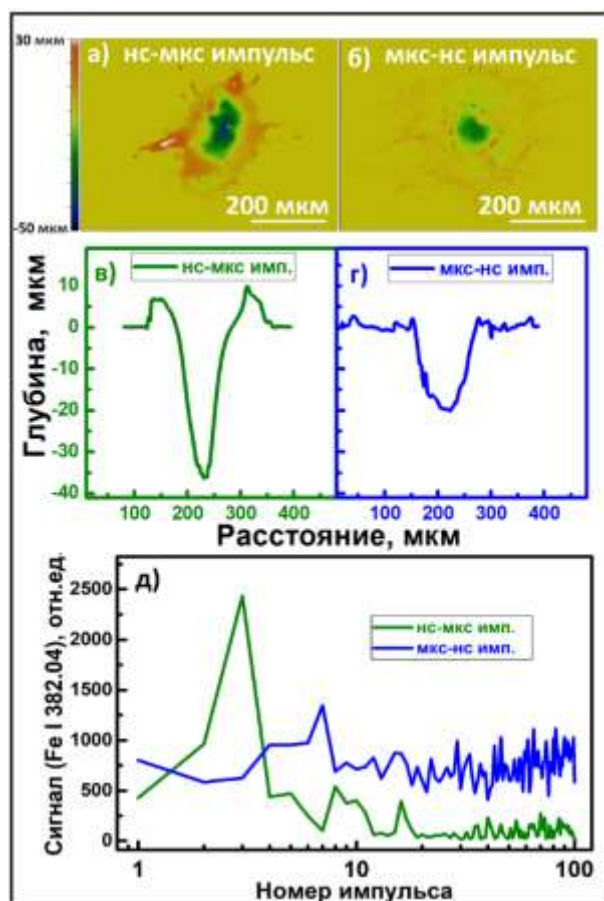 30 мкм
-50 мкм
а) нс-мкс импульс
200 мкм
б) мкс-нс импульс
200 мкм
в)
нс-мкс имп.
Глубина, мкм
10
0
-10
-20
-30
-40
100 200 300 400
г)
мкс-нс имп.
100 200 300 400
Расстояние, мкм
д)
нс-мкс имп.
мкс-нс имп.
Сигнал (Fe I 382.04), отн.ед.
2500
2000
1500
1000
500
0
1 10 100
Номер импульса